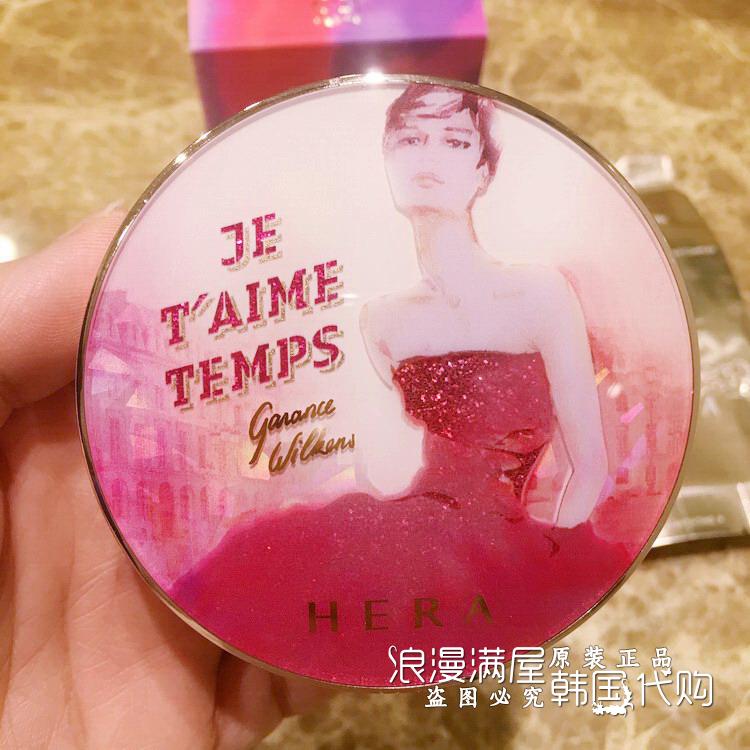 JE
T'AIME
TEMPS
Garance
Wilkens
HERA
浪漫满屋 原装正品
盗图必究 韩国代购